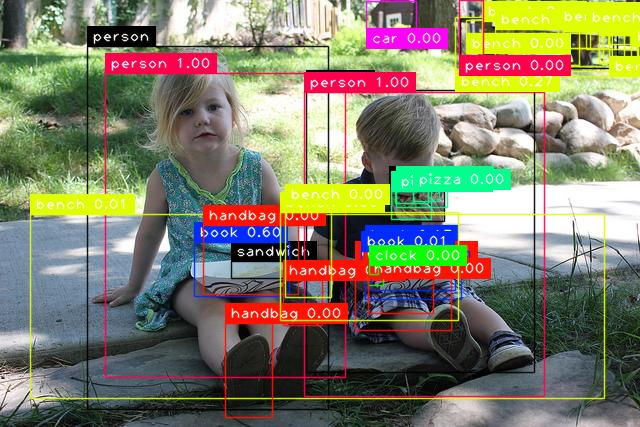 person
person 1.00
person 1.00
car 0.00
bench
bench
bench 0.00
person 0.00
bench 0.27
bench 0.01
bench 0.00
handbag 0.00
book 0.60
sandwich
handbag
handbag 0.00
pi
pizza 0.00
book 0.01
clock 0.00
handbag 0.00